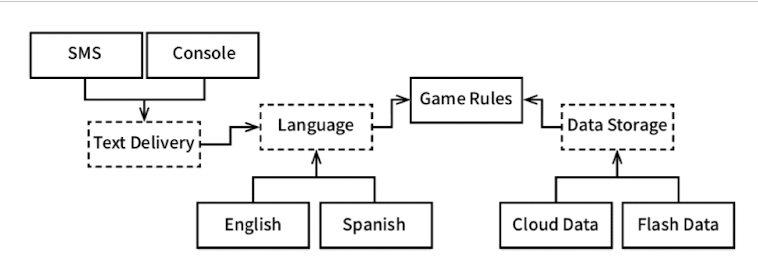 SMS
Console
Game Rules
Text Delivery
Language
Data Storage
English
Spanish
Cloud Data
Flash Data